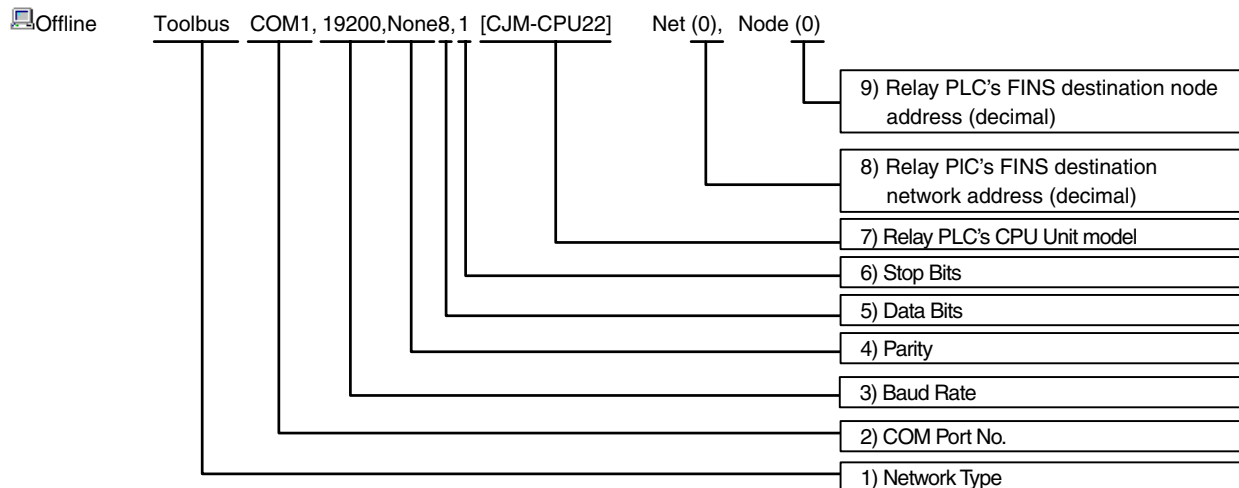 Offline Toolbus COM1, 19200,None8,1 [CJM-CPU22] Net (0), Node (0)
9) Relay PLC's FINS destination node
address (decimal)
8) Relay PlC's FINS destination
network address (decimal)
7) Relay PLC's CPU Unit model
6) Stop Bits
5) Data Bits
4) Parity
3) Baud Rate
2) COM Port No.
1) Network Type